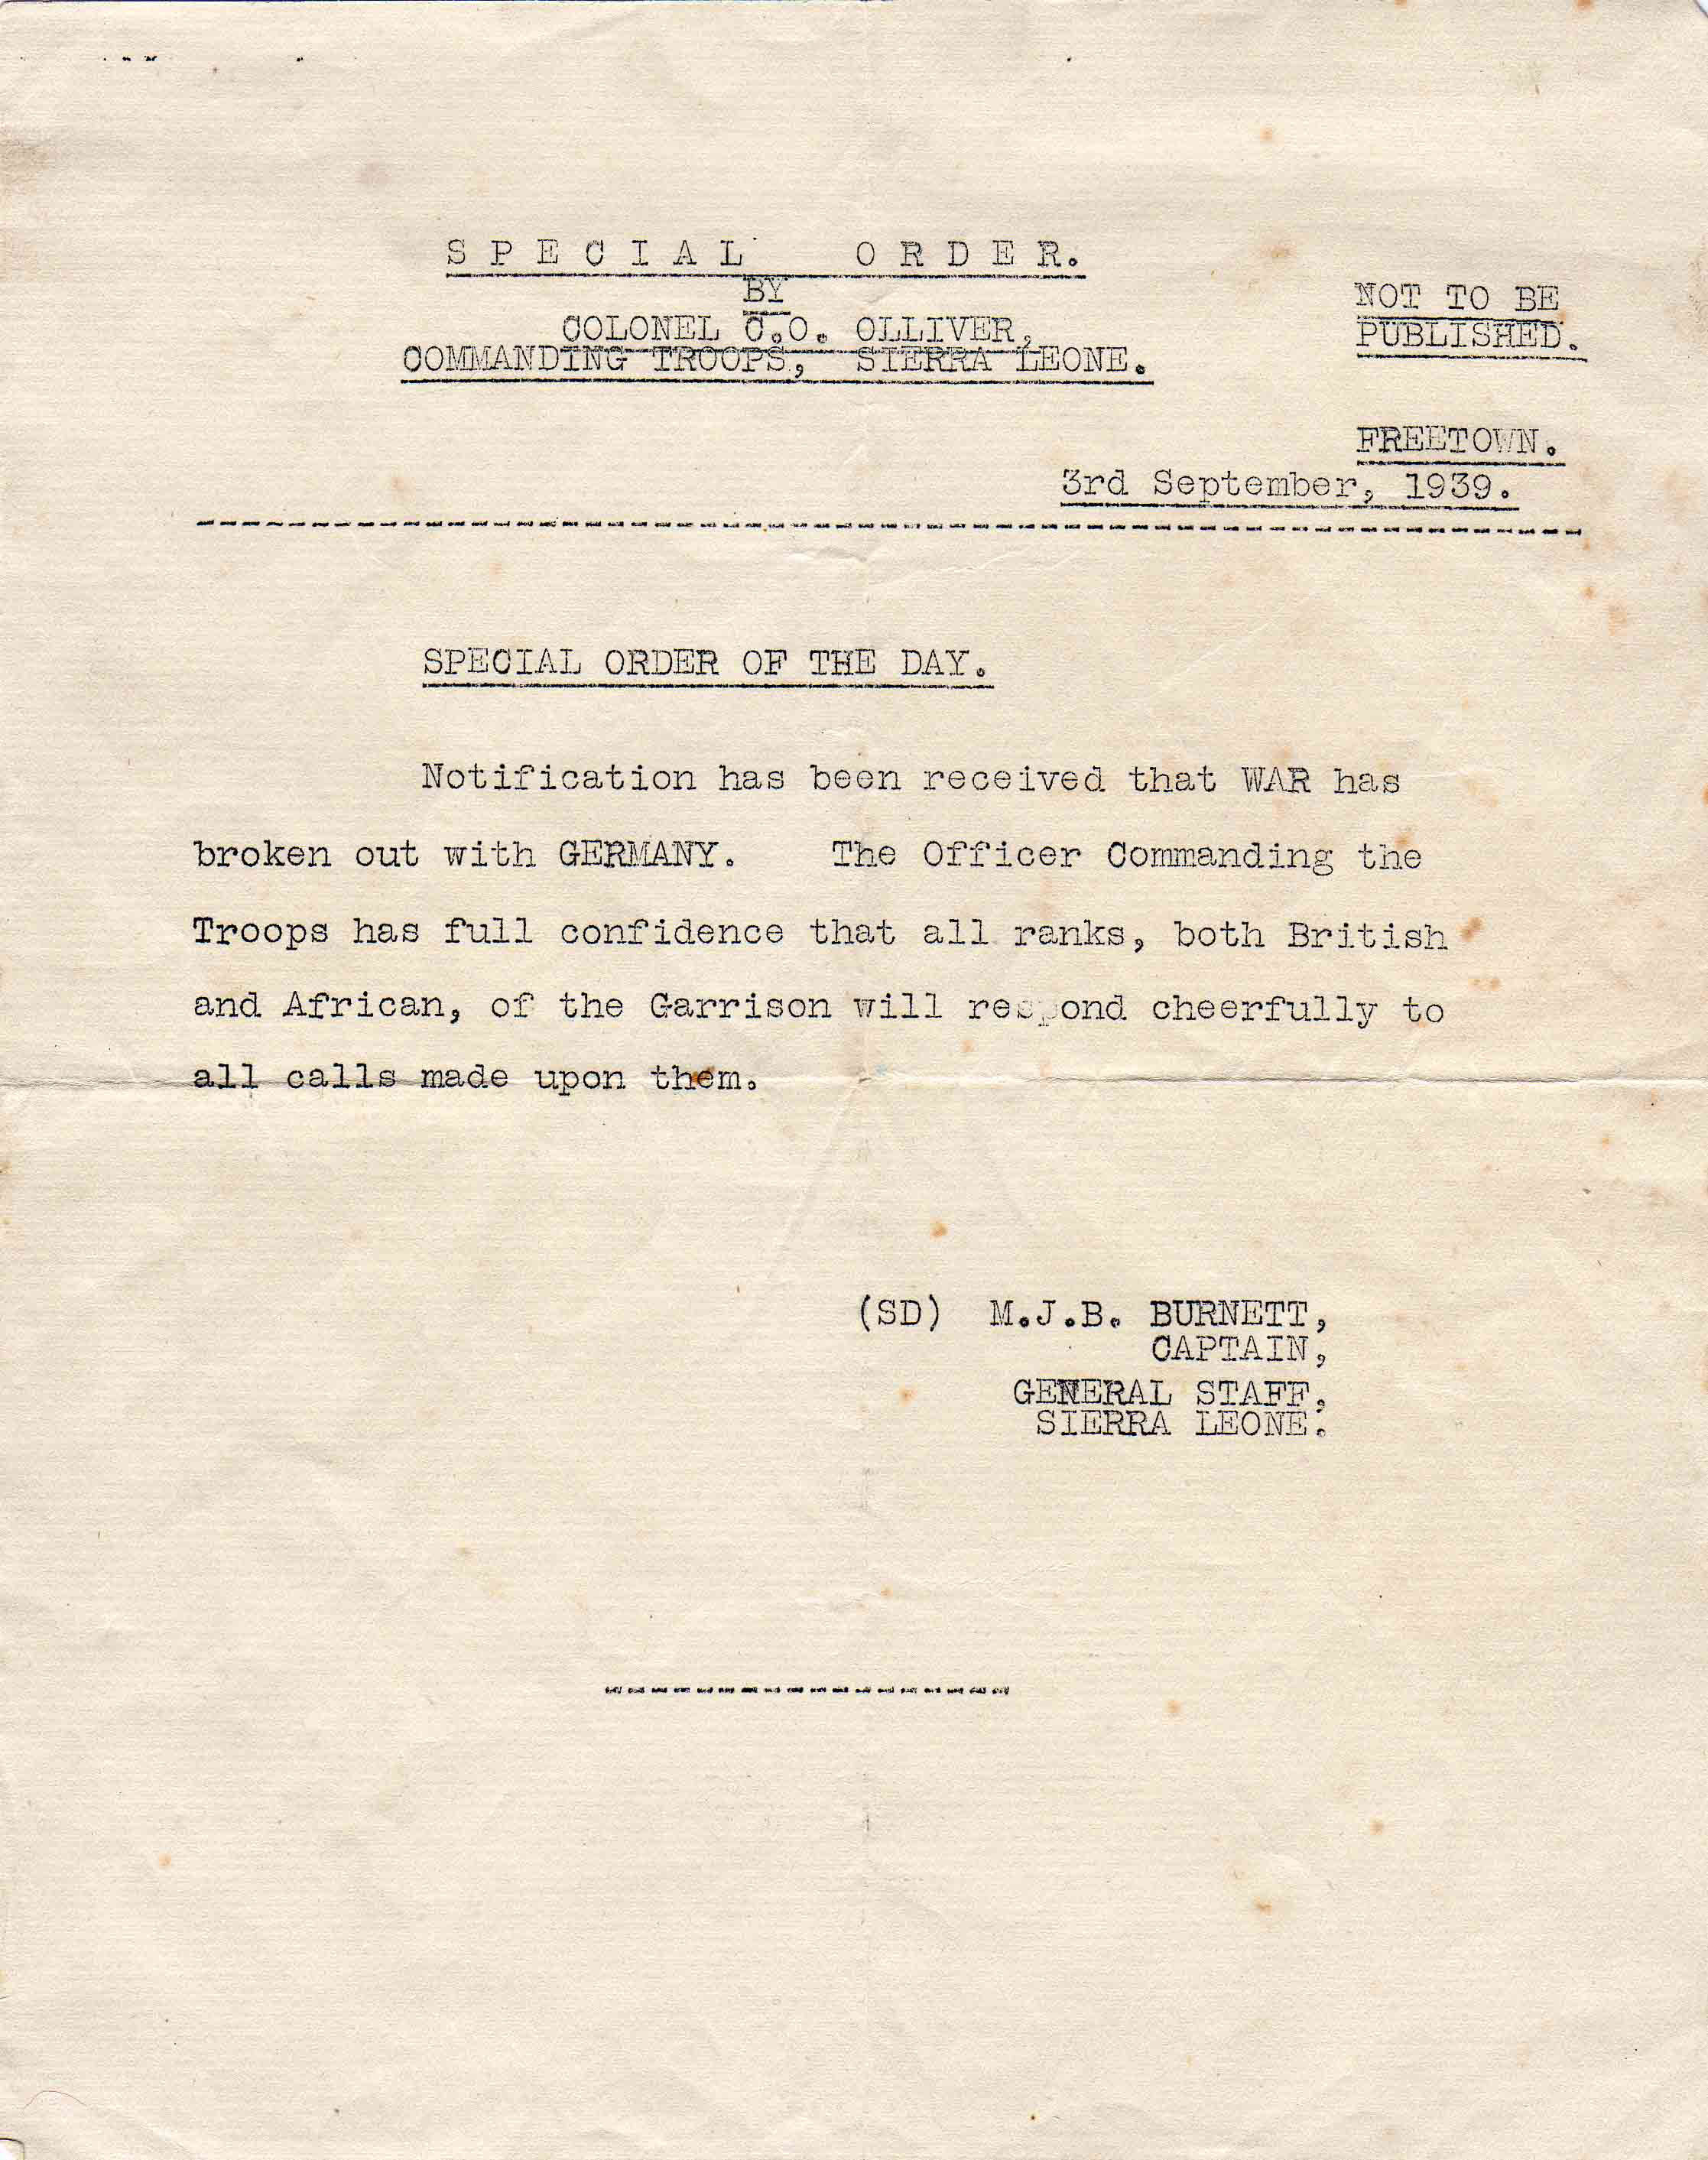 SPECIAL ORDER.
BY
COLONEL C.O. OLLIVER,
COMMANDING TROOPS, SIERRA LEONE.
NOT TO BE
PUBLISHED.
FREETOWN.
3rd September, 1939.
SPECIAL ORDER OF THE DAY.
Notification has been received that WAR has
broken out with GERMANY. The Officer Commanding the
Troops has full confidence that all ranks, both British
and African, of the Garrison will respond cheerfully to
all calls made upon them.
(SD) M.J.B. BURNETT,
CAPTAIN,
GENERAL STAFF,
SIERRA LEONE.